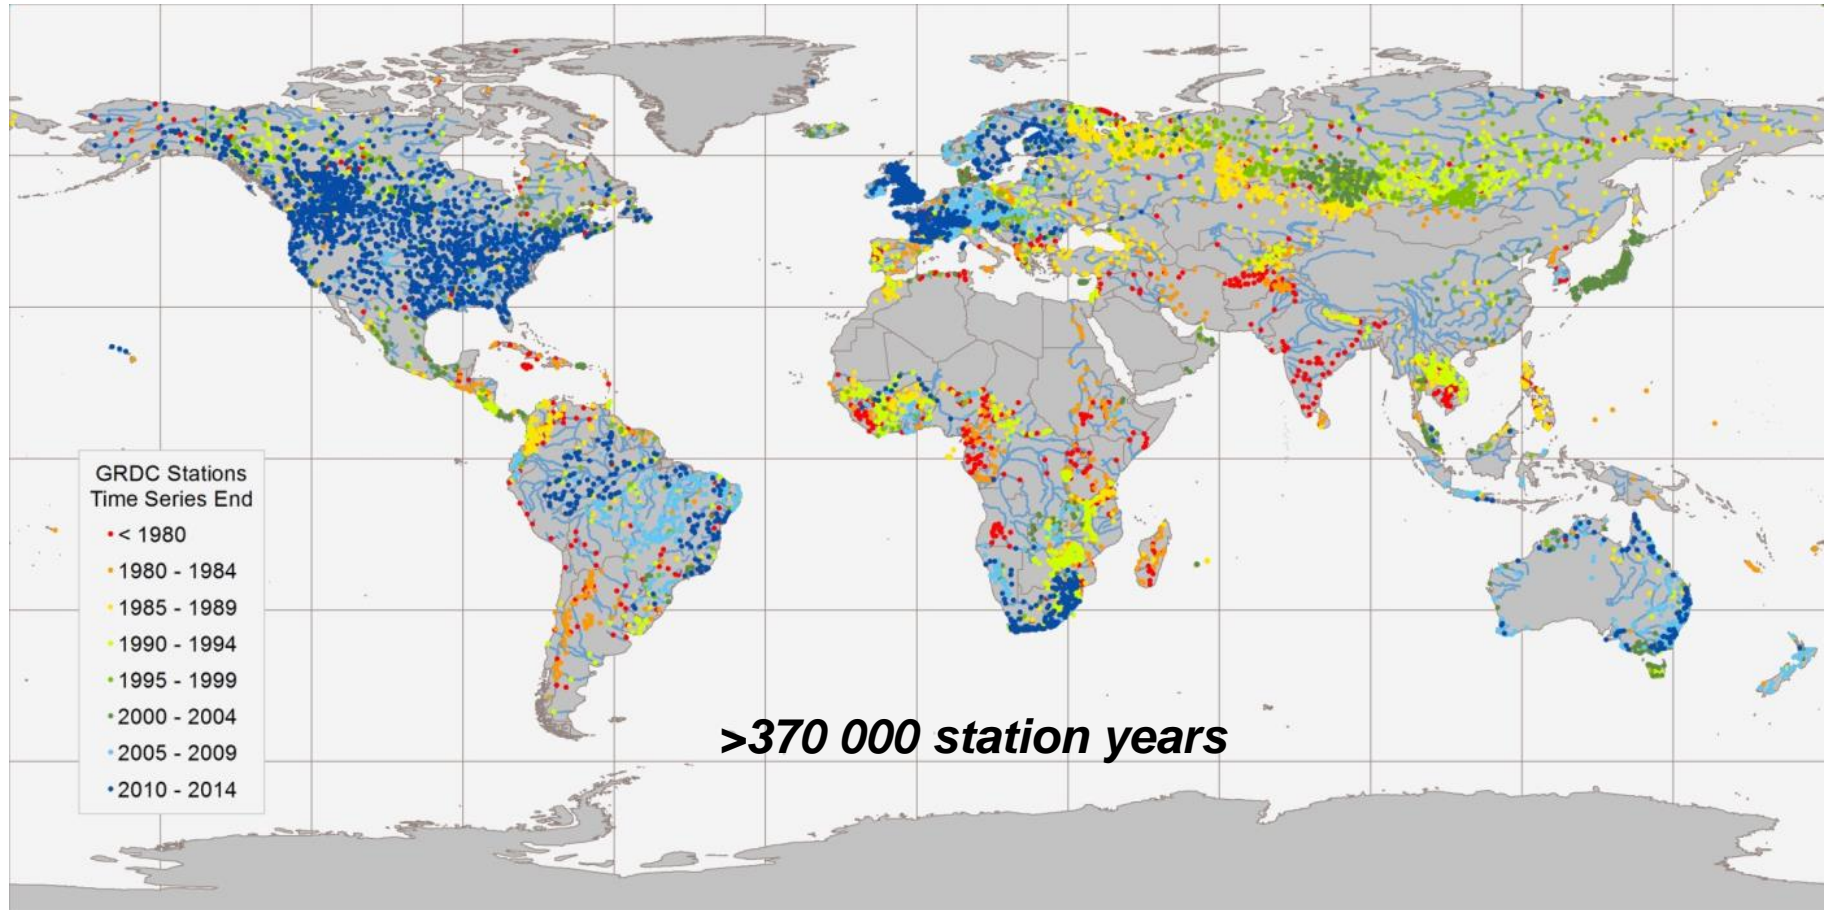 GRDC Stations
Time Series End
< 1980
1980 - 1984
1985 - 1989
1990 - 1994
1995 - 1999
2000 - 2004
2005 - 2009
2010 - 2014
>370 000 station years